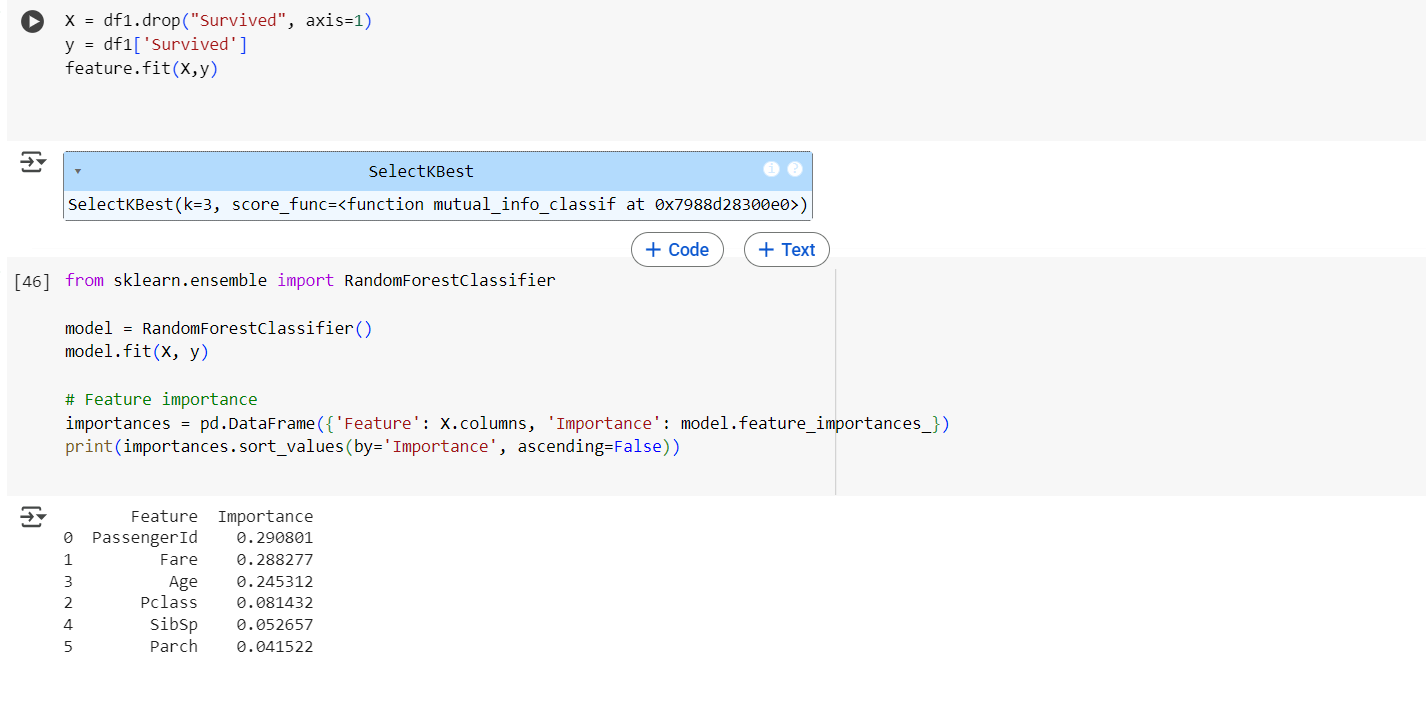 X = df1.drop("Survived", axis=1)
y = df1['Survived']
feature.fit(X,y)
SelectKBest
SelectKBest(k=3, score_func=<function mutual_info_classif at 0x7988d28300e0>)
+ Code + Text
[46] from sklearn.ensemble import RandomForestClassifier
model = RandomForestClassifier()
model.fit(X, y)
# Feature importance
importances = pd.DataFrame({'Feature': X.columns, 'Importance': model.feature_importances_})
print(importances.sort_values(by='Importance', ascending=False))
Feature Importance
0 PassengerId 0.290801
1 Fare 0.288277
3 Age 0.245312
2 Pclass 0.081432
4 SibSp 0.052657
5 Parch 0.041522